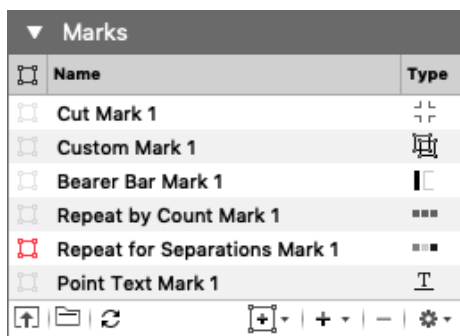 Marks
Name Type
Cut Mark 1
Custom Mark 1
Bearer Bar Mark 1
Repeat by Count Mark 1
Repeat for Separations Mark 1
Point Text Mark 1